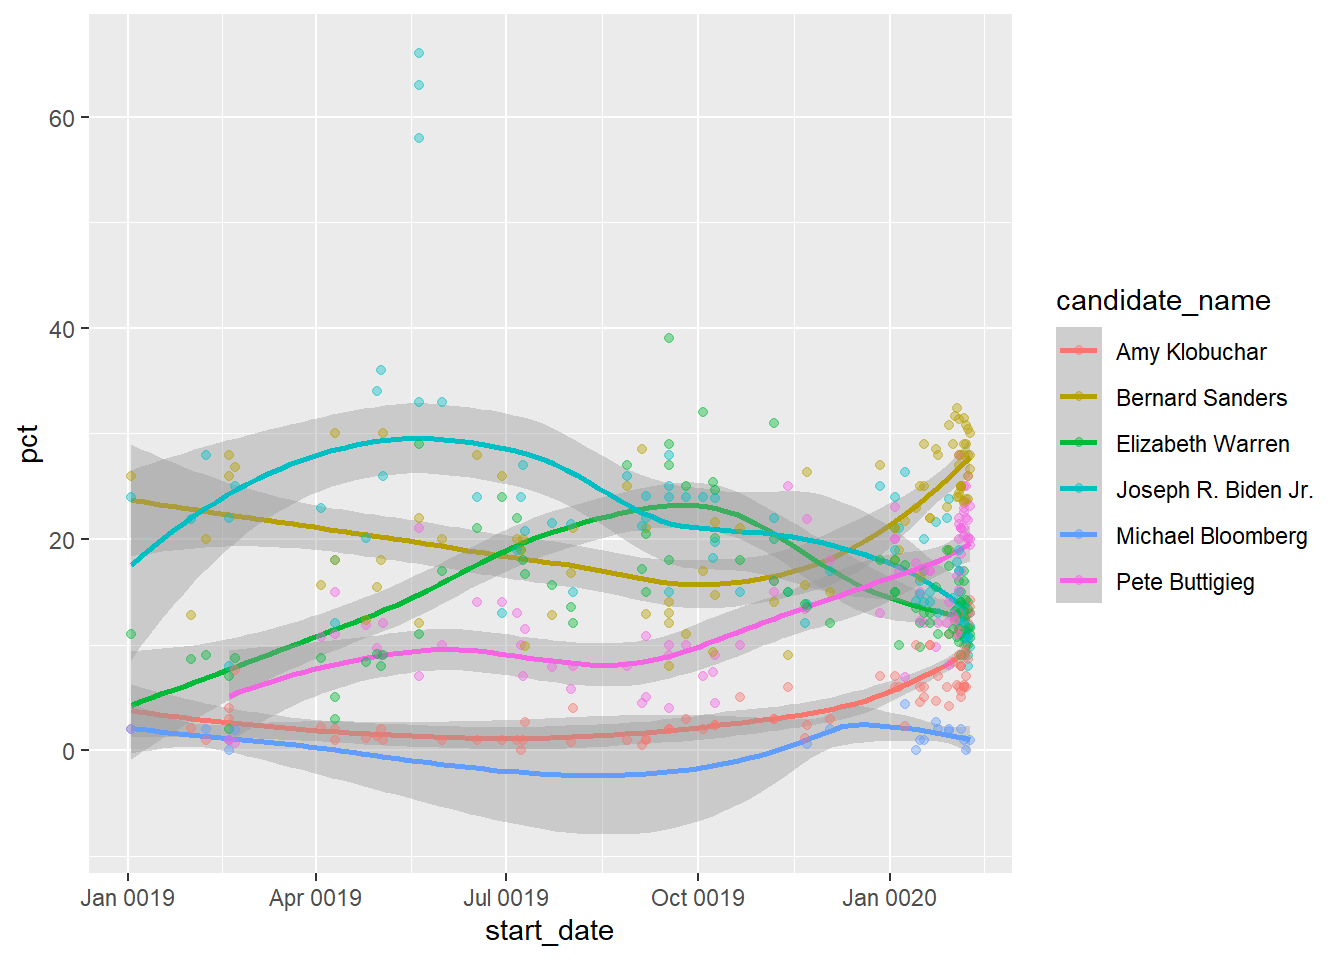 60
40
20
0
pct
Jan 0019
Apr 0019
Jul 0019
Oct 0019
Jan 0020
start_date
candidate_name
Amy Klobuchar
Bernard Sanders
Elizabeth Warren
Joseph R. Biden Jr.
Michael Bloomberg
Pete Buttigieg